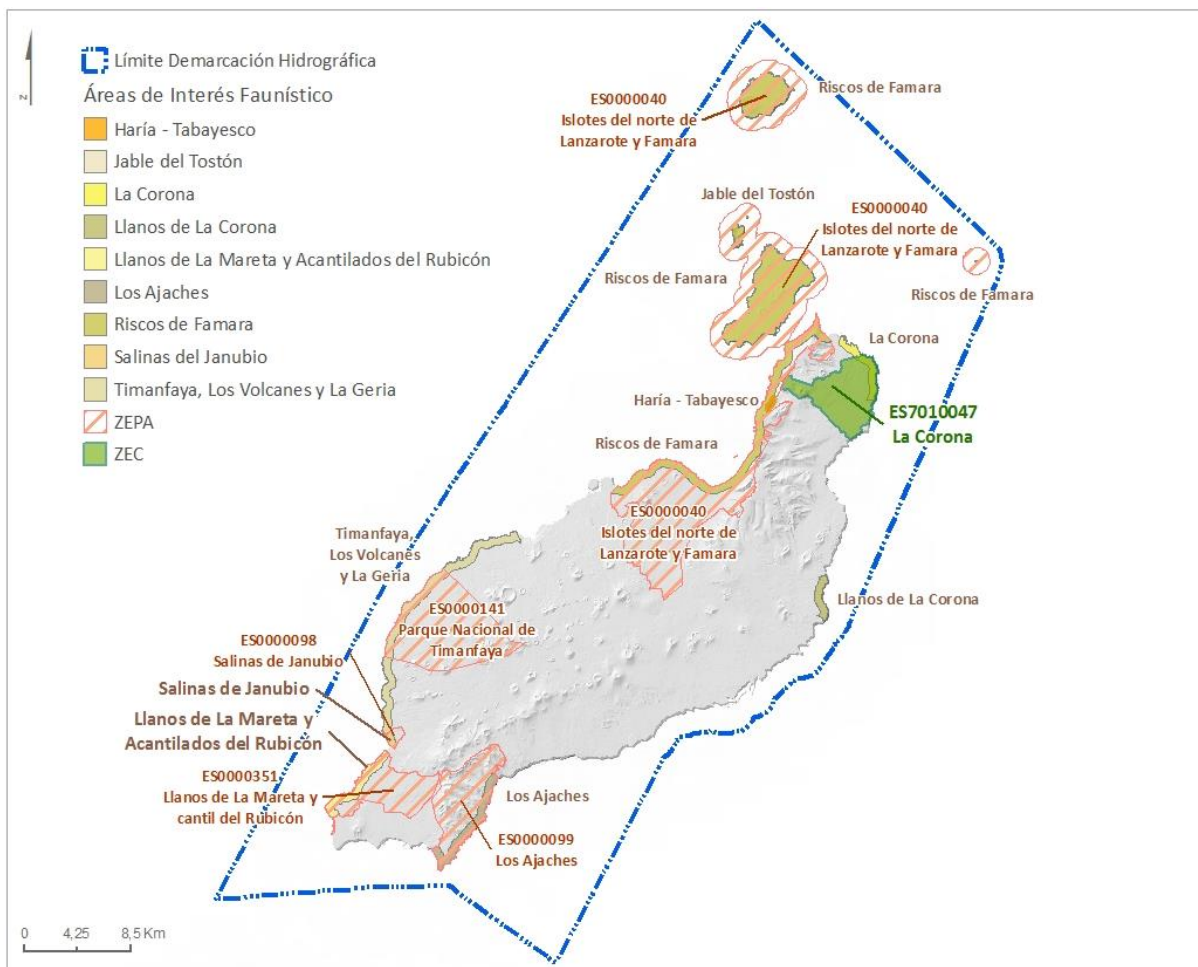 Límite Demarcación Hidrográfica
Áreas de Interés Faunístico
Haría - Tabayesco
Jable del Tostón
La Corona
Llanos de La Corona
Llanos de La Mareta y Acantilados del Rubicón
Los Ajaches
Riscos de Famara
Salinas del Janubio
Timanfaya, Los Volcanes y La Geria
ZEPA
ZEC
N
ES0000040
Islotes del norte de
Lanzarote y Famara
Riscos de Famara
Jable del Tostón
ES0000040
Islotes del norte de
Lanzarote y Famara
Riscos de Famara
Riscos de Famara
La Corona
Haría - Tabayesco
ES7010047
La Corona
Riscos de Famara
ES0000040
Islotes del norte de
Lanzarote y Famara
Timanfaya,
Los Volcanes
y La Geria
Llanos de La Corona
ES0000141
Parque Nacional de
Timanfaya
ES0000098
Salinas de Janubio
Salinas de Janubio
Llanos de La Mareta y
Acantilados del Rubicón
ES0000351
Llanos de La Mareta y
cantil del Rubicón
Los Ajaches
ES0000099
Los Ajaches
0 4,25 8,5 Km